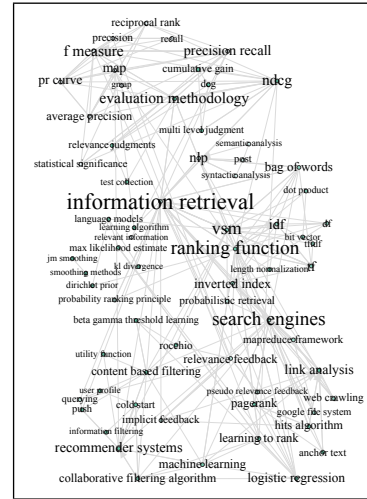 reciprocal rank
precision
recall
f measure
precision recall
map
cumulative gain
pr curve
group
dcg
ndcg
evaluation methodology
average precision
multi level judgment
relevance judgments
semantic analysis
statistical significance
nlp
post
bag of words
syntactic analysis
test collection
dot product
information retrieval
language models
learning algorithm
vsm
idf
df
relevant information
bit vector
max likelihood estimate
ranking function
tfidf
jm smoothing
kl divergence
length normalization
tf
smoothing methods
dirichlet prior
inverted index
probability ranking principle
probabilistic retrieval
beta gamma threshold learning
search engines
rocchio
mapreduce framework
utility function
relevance feedback
content based filtering
link analysis
user profile
pseudo relevance feedback
web crawling
querying
push
cold start
pagerank
google file system
implicit feedback
hits algorithm
information filtering
learning to rank
recommender systems
anchor text
machine learning
collaborative filtering algorithm
logistic regression